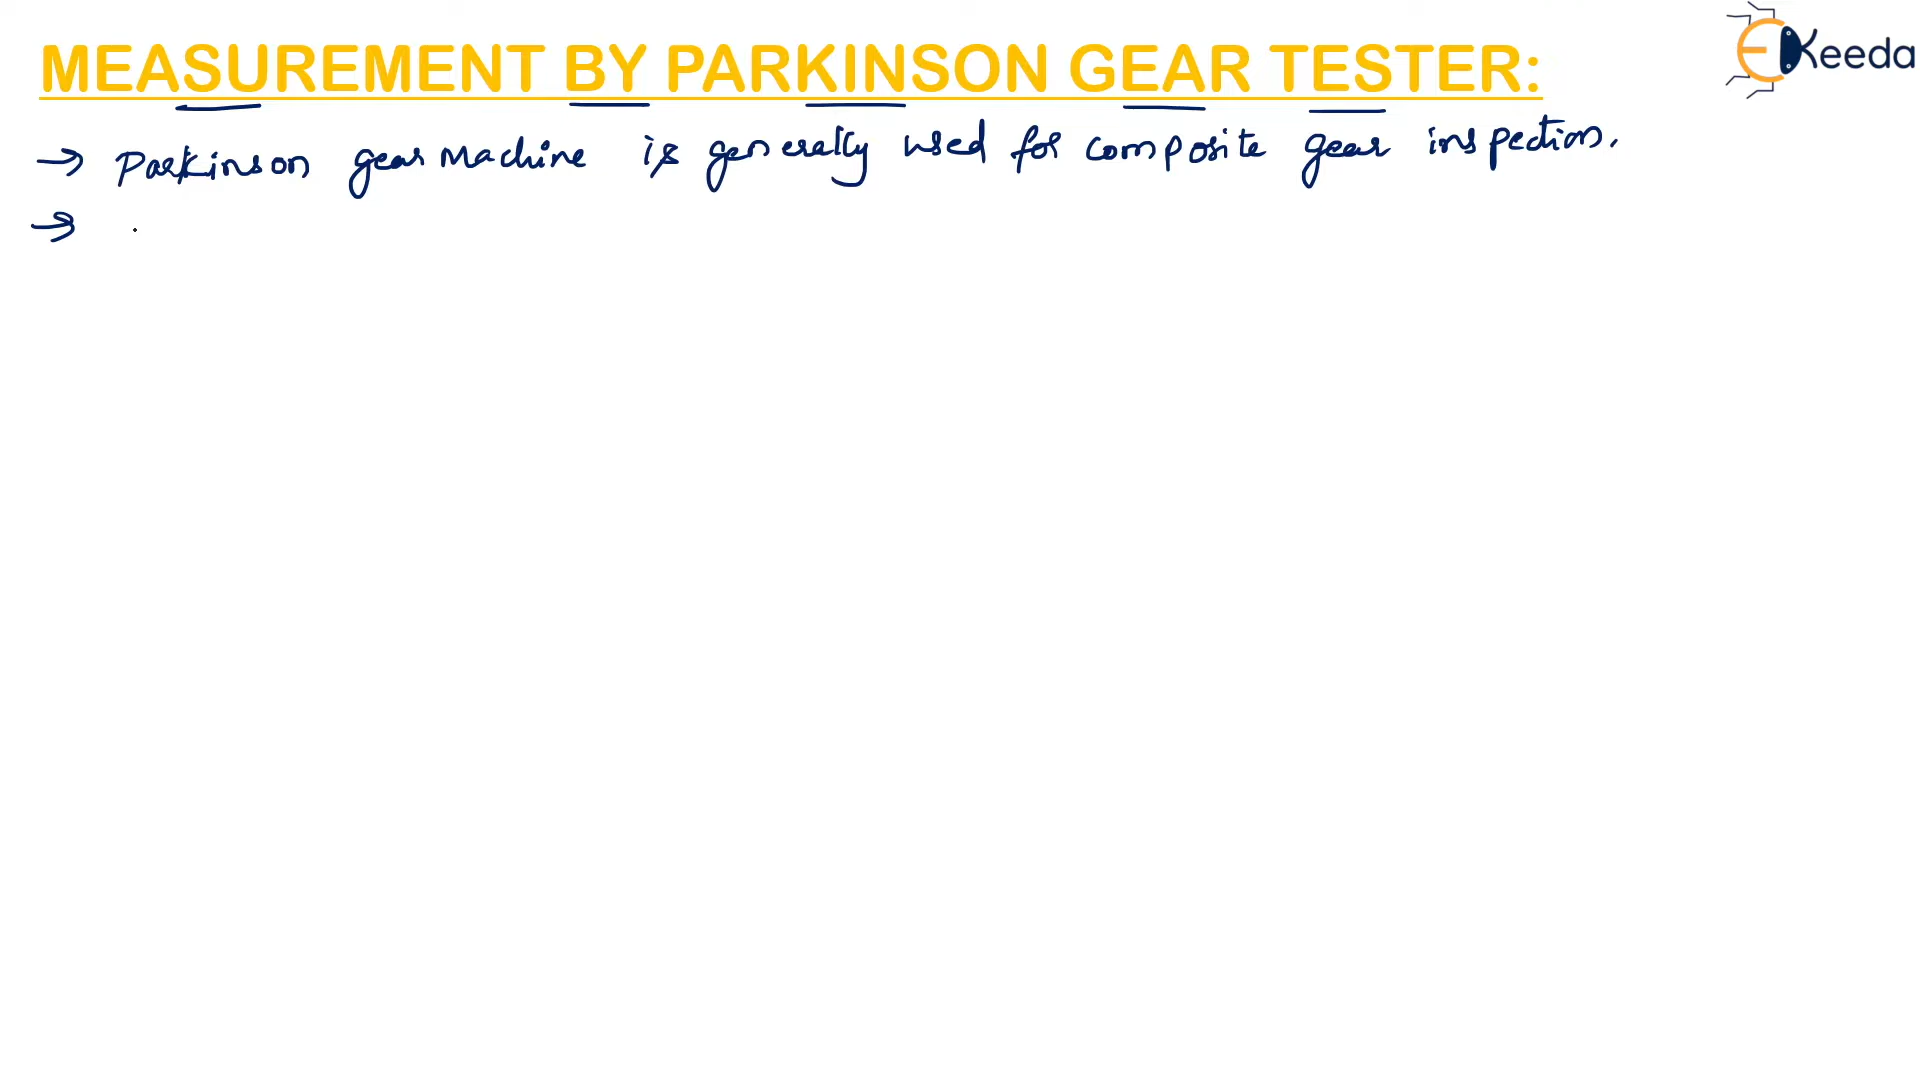 MEASUREMENT BY PARKINSON GEAR TESTER:
EKeeda
→ Parkinson gear Machine is generally used for composite gear inspection.
→